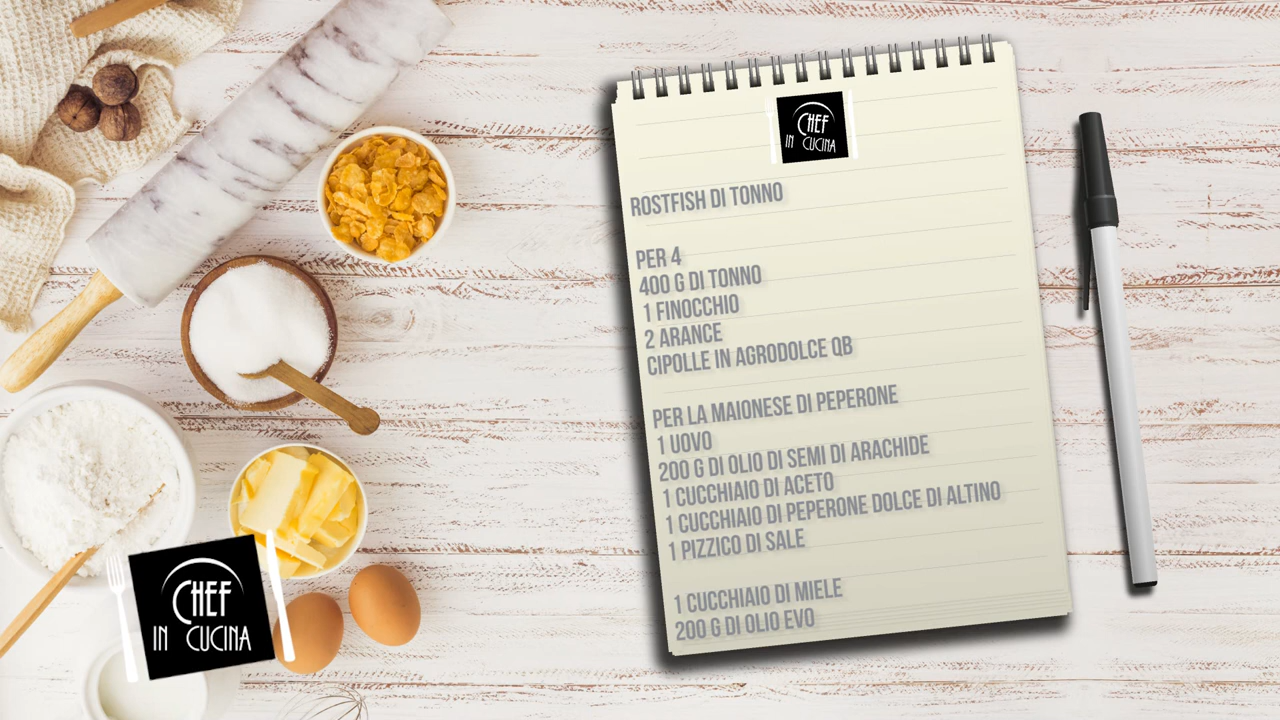 CHEF
IN CUCINA
ROSTFISH DI TONNO
PER 4
400 G DI TONNO
1 FINOCCHIO
2 ARANCE
CIPOLLE IN AGRODOLCE QB
PER LA MAIONESE DI PEPERONE
1 UOVO
200 G DI OLIO DI SEMI DI ARACHIDE
1 CUCCHIAIO DI ACETO
1 CUCCHIAIO DI PEPERONE DOLCE DI ALTINO
1 PIZZICO DI SALE
1 CUCCHIAIO DI MIELE
200 G DI OLIO EVO
CHEF
IN CUCINA